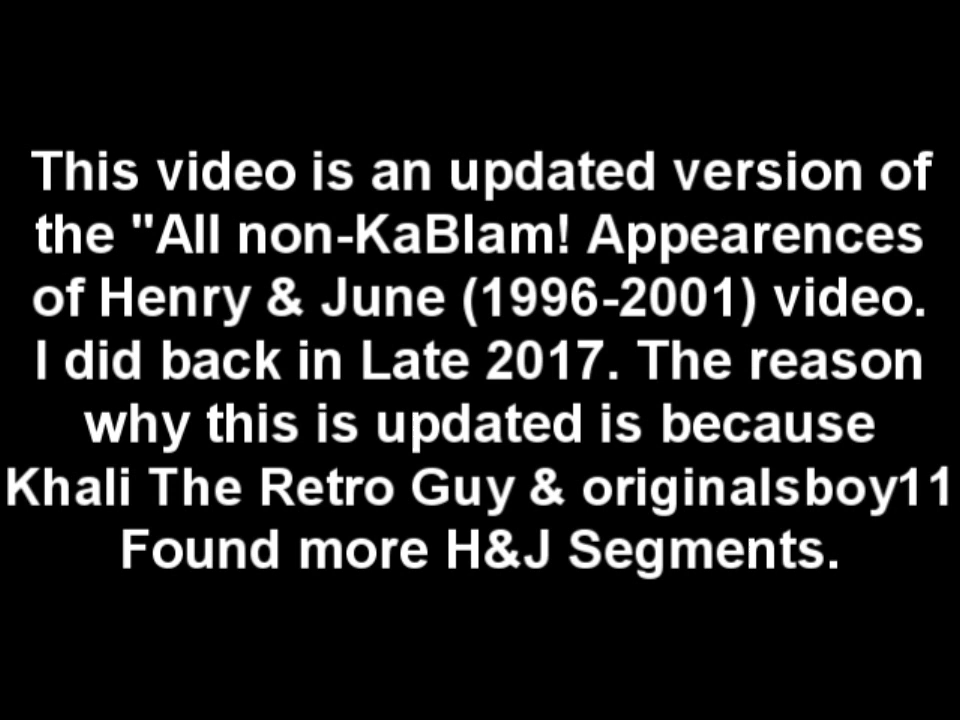 This video is an updated version of
the "All non-KaBlam! Appearences
of Henry & June (1996-2001) video.
I did back in Late 2017. The reason
why this is updated is because
Khali The Retro Guy & originalsboy11
Found more H&J Segments.